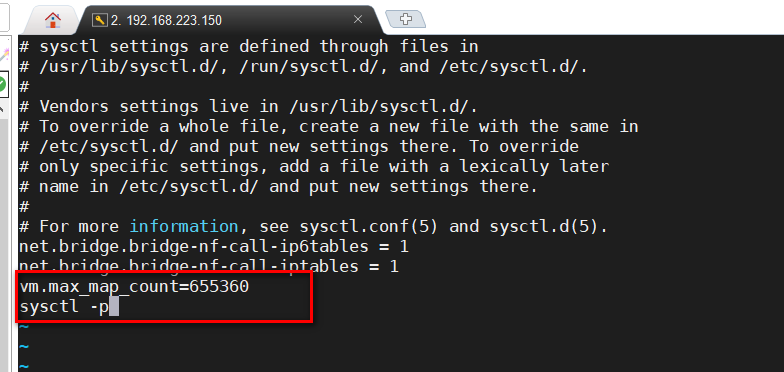 2. 192.168.223.150
# sysctl settings are defined through files in
# /usr/lib/sysctl.d/, /run/sysctl.d/, and /etc/sysctl.d/.
#
# Vendors settings live in /usr/lib/sysctl.d/.
# To override a whole file, create a new file with the same in
# /etc/sysctl.d/ and put new settings there. To override
# only specific settings, add a file with a lexically later
# name in /etc/sysctl.d/ and put new settings there.
#
# For more information, see sysctl.conf(5) and sysctl.d(5).
net.bridge.bridge-nf-call-ip6tables = 1
net.bridge.bridge-nf-call-iptables = 1
vm.max_map_count=655360
sysctl -p
~
~
~